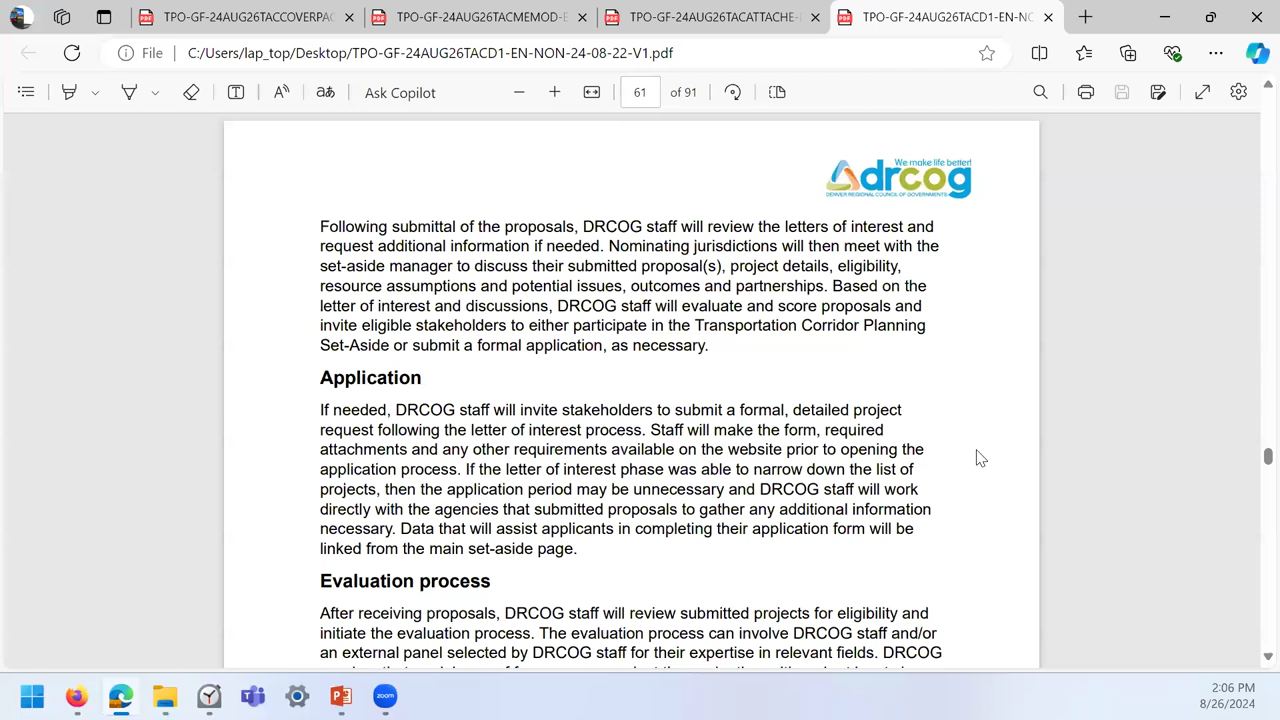 TPO-GF-24AUG26TACCOVERPAC
TPO-GF-24AUG26TACMEMOD-E
TPO-GF-24AUG26TACATTACHE-
TPO-GF-24AUG26TACD1-EN-NC
File
C:/Users/lap_top/Desktop/TPO-GF-24AUG26TACD1-EN-NON-24-08-22-V1.pdf
Ask Copilot
61 of 91
We make life better!
drcog
DENVER REGIONAL COUNCIL OF GOVERNMENTS
Following submittal of the proposals, DRCOG staff will review the letters of interest and
request additional information if needed. Nominating jurisdictions will then meet with the
set-aside manager to discuss their submitted proposal(s), project details, eligibility,
resource assumptions and potential issues, outcomes and partnerships. Based on the
letter of interest and discussions, DRCOG staff will evaluate and score proposals and
invite eligible stakeholders to either participate in the Transportation Corridor Planning
Set-Aside or submit a formal application, as necessary.
Application
If needed, DRCOG staff will invite stakeholders to submit a formal, detailed project
request following the letter of interest process. Staff will make the form, required
attachments and any other requirements available on the website prior to opening the
application process. If the letter of interest phase was able to narrow down the list of
projects, then the application period may be unnecessary and DRCOG staff will work
directly with the agencies that submitted proposals to gather any additional information
necessary. Data that will assist applicants in completing their application form will be
linked from the main set-aside page.
Evaluation process
After receiving proposals, DRCOG staff will review submitted projects for eligibility and
initiate the evaluation process. The evaluation process can involve DRCOG staff and/or
an external panel selected by DRCOG staff for their expertise in relevant fields. DRCOG
zoom
2:06 PM
8/26/2024